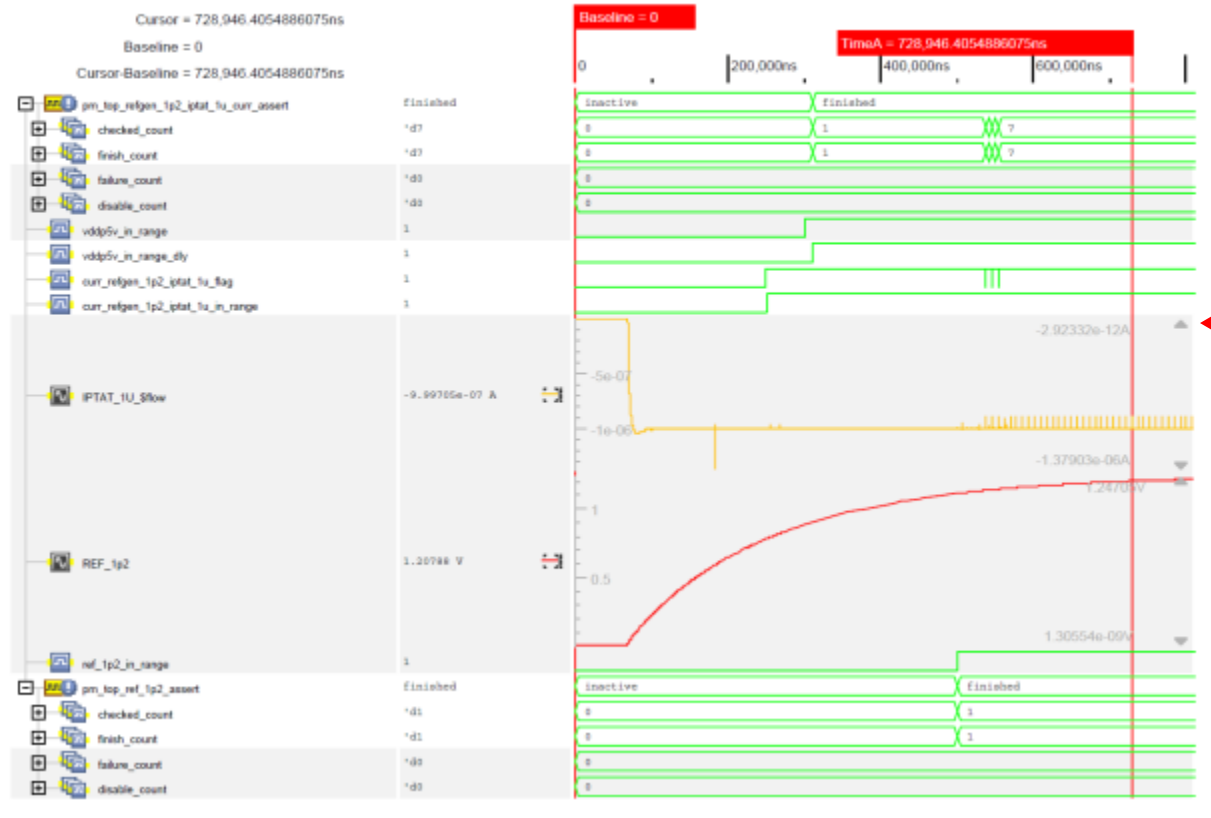 Cursor = 728,946.4054886075ns
Baseline = 0
Cursor-Baseline = 728,946.4054886075ns
Baseline = 0
TimeA = 728,946.4054886075ns
0 200,000ns 400,000ns 600,000ns
pm_top_refgen_1p2_iptat_1u_curr_assert finished inactive finished
checked_count 'd7 0 1 7
finish_count 'd7 0 1 7
failure_count 'd0 0
disable_count 'd0 0
vddp5v_in_range 1
vddp5v_in_range_dly 1
curr_refgen_1p2_iptat_1u_flag 1
curr_refgen_1p2_iptat_1u_in_range 1
-2.92332e-12A
-5e-07
IPTAT_1U_$flow -9.99705e-07 A
-1e-06
-1.37903e-06A
1.24705V
1
REF_1p2 1.20788 V
0.5
1.30554e-09V
ref_1p2_in_range 1
pm_top_ref_1p2_assert finished inactive finished
checked_count 'd1 0 1
finish_count 'd1 0 1
failure_count 'd0 0
disable_count 'd0 0